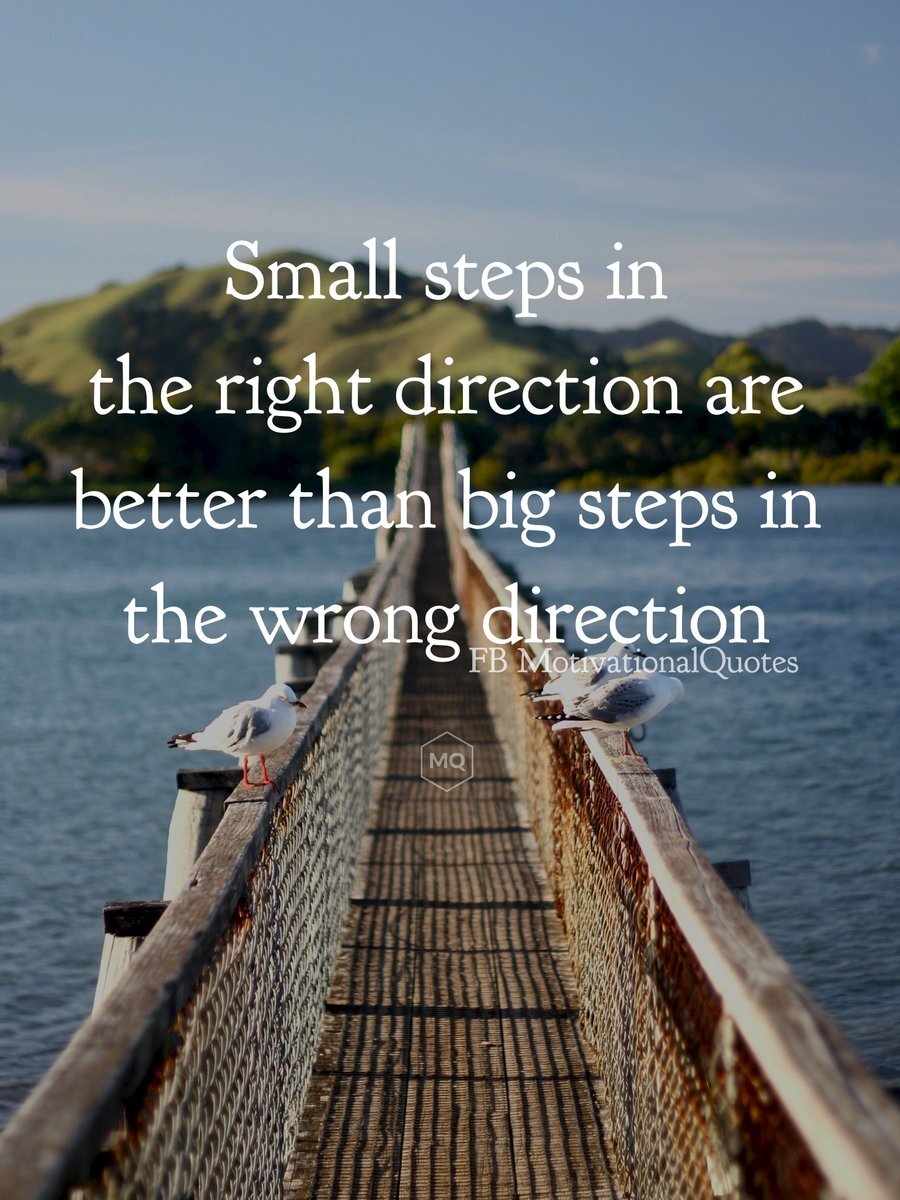 Small steps in
the right direction are
better than big steps in
the wrong direction
FB MotivationalQuotes
MQ